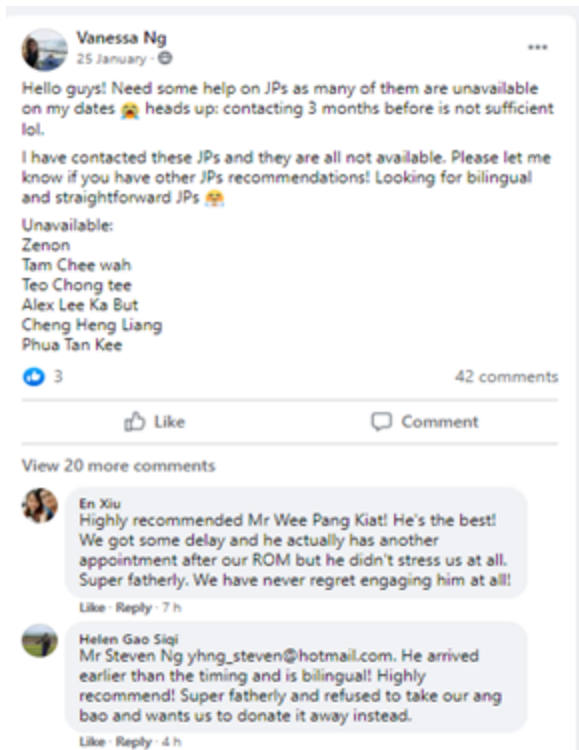 Vanessa Ng
25 January ·
Hello guys! Need some help on JPs as many of them are unavailable
on my dates 😭 heads up: contacting 3 months before is not sufficient
lol.
I have contacted these JPs and they are all not available. Please let me
know if you have other JPs recommendations! Looking for bilingual
and straightforward JPs 😤
Unavailable:
Zenon
Tam Chee wah
Teo Chong tee
Alex Lee Ka But
Cheng Heng Liang
Phua Tan Kee
3
42 comments
Like
Comment
View 20 more comments
En Xiu
Highly recommended Mr Wee Pang Kiat! He's the best!
We got some delay and he actually has another
appointment after our ROM but he didn't stress us at all.
Super fatherly. We have never regret engaging him at all!
Like · Reply · 7 h
Helen Gao Siqi
Mr Steven Ng yhng_steven@hotmail.com. He arrived
earlier than the timing and is bilingual! Highly
recommend! Super fatherly and refused to take our ang
bao and wants us to donate it away instead.
Like · Reply · 4 h